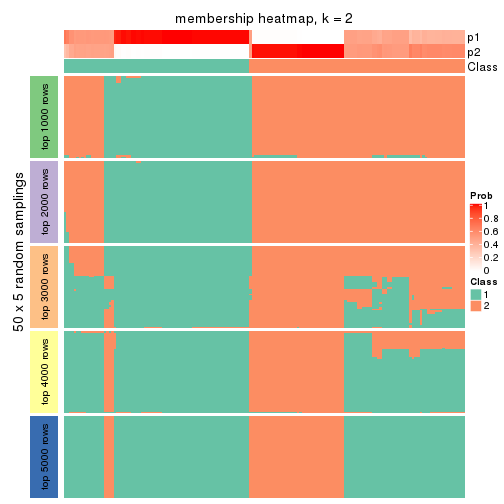 membership heatmap, k = 2
p1
p2
Class
50 x 5 random samplings
top 1000 rows
top 2000 rows
top 3000 rows
top 4000 rows
top 5000 rows
Prob
1
0.8
0.6
0.4
0.2
0
Class
1
2